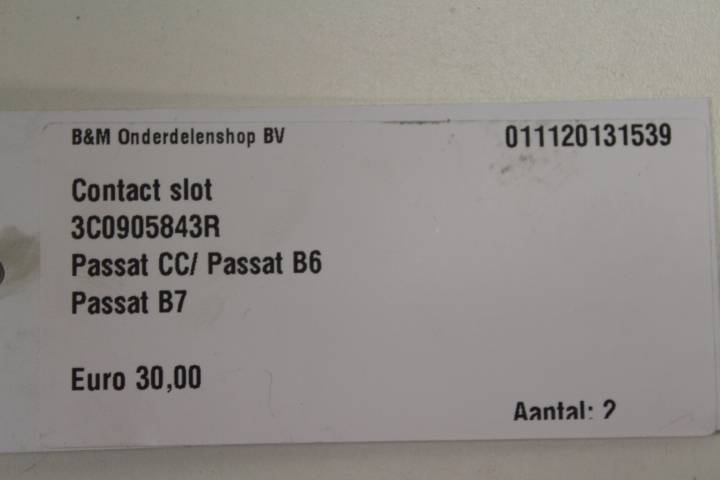 B&M Onderdelenshop BV 011120131539
Contact slot
3C0905843R
Passat CC/ Passat B6
Passat B7
Euro 30,00
Aantal: 2